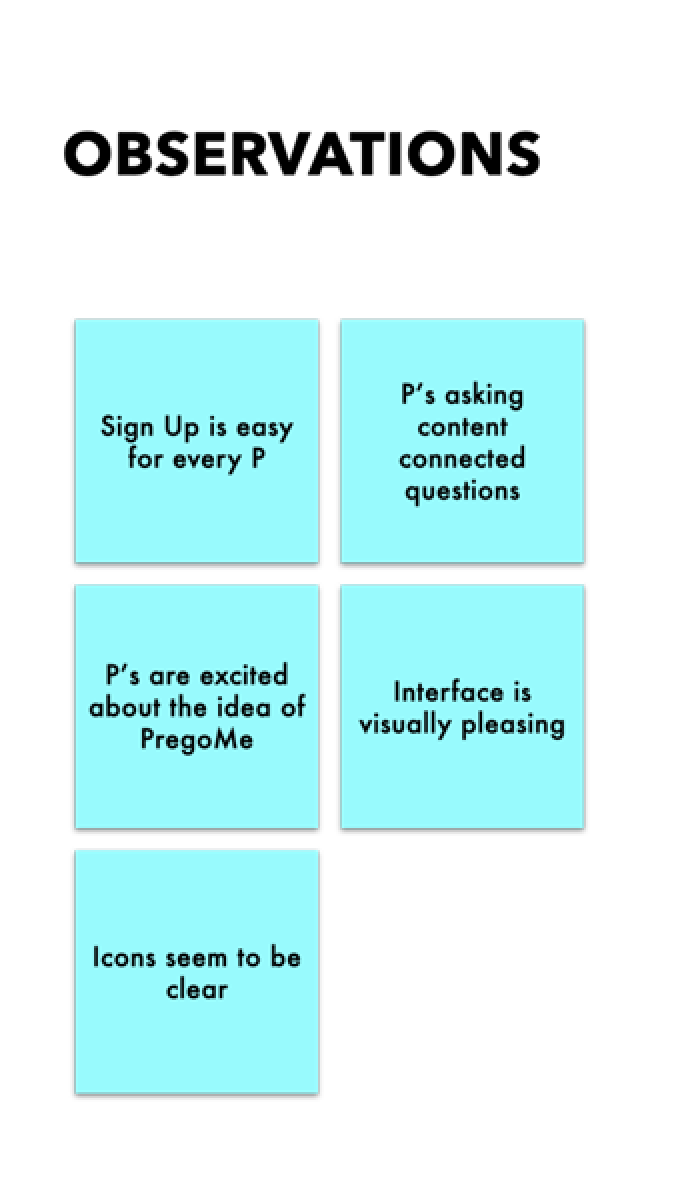 OBSERVATIONS
Sign Up is easy
for every P
P’s asking
content
connected
questions
P’s are excited
about the idea of
PregoMe
Interface is
visually pleasing
Icons seem to be
clear